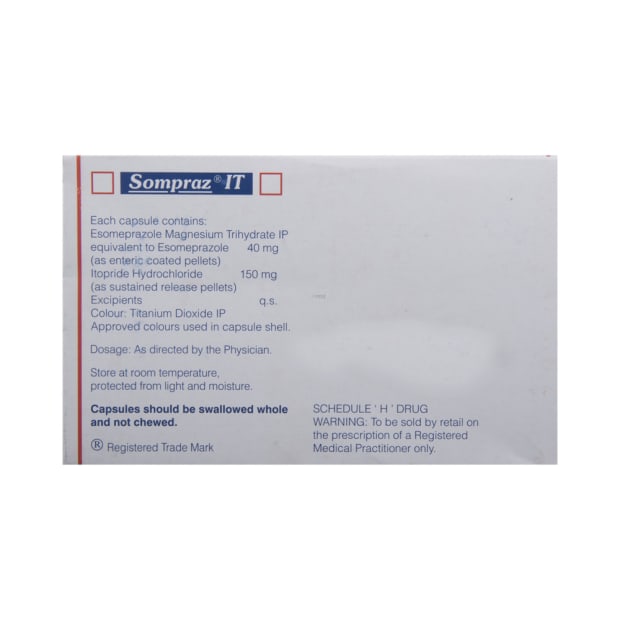 Sompraz® IT
Each capsule contains:
Esomeprazole Magnesium Trihydrate IP
equivalent to Esomeprazole 40 mg
(as enteric coated pellets)
Itopride Hydrochloride 150 mg
(as sustained release pellets)
Excipients q.s.
Colour: Titanium Dioxide IP
Approved colours used in capsule shell.
Dosage: As directed by the Physician.
Store at room temperature,
protected from light and moisture.
Capsules should be swallowed whole
and not chewed.
® Registered Trade Mark
SCHEDULE ' H ' DRUG
WARNING: To be sold by retail on
the prescription of a Registered
Medical Practitioner only.